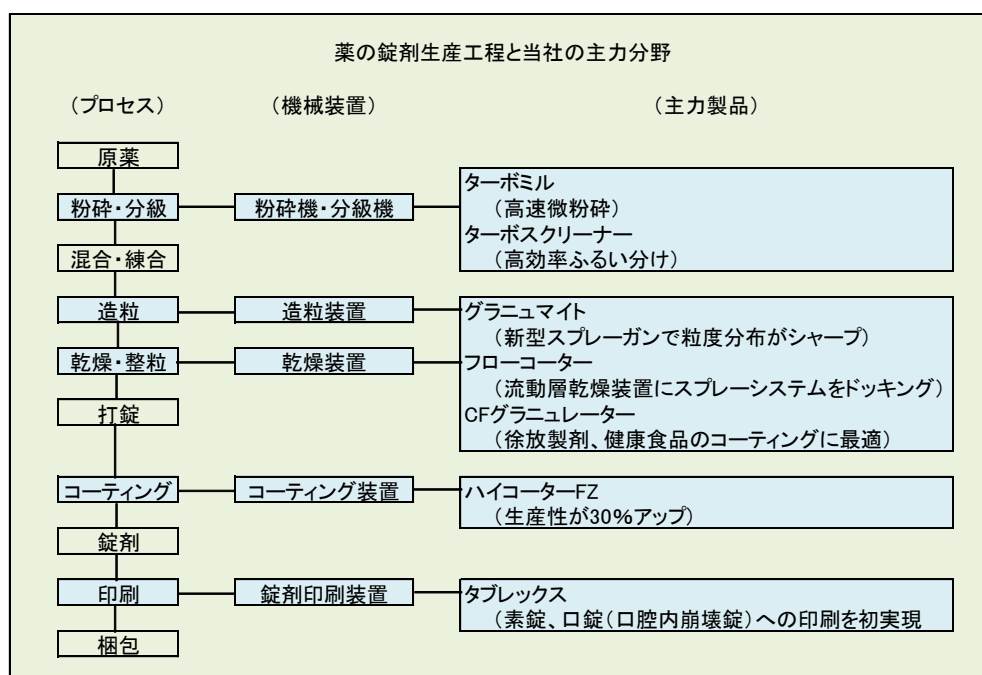 薬の錠剤生産工程と当社の主力分野
（プロセス） （機械装置） （主力製品）
原薬
粉砕・分級 粉砕機・分級機
ターボミル
（高速微粉砕）
ターボスクリーナー
（高効率ふるい分け）
混合・練合
造粒 造粒装置 グラニュマイト
（新型スプレーガンで粒度分布がシャープ）
乾燥・整粒 乾燥装置 フローコーター
（流動層乾燥装置にスプレーシステムをドッキング）
打錠 CFグラニュレーター
（徐放製剤、健康食品のコーティングに最適）
コーティング コーティング装置 ハイコーターFZ
（生産性が30%アップ）
錠剤
印刷 錠剤印刷装置 タブレックス
（素錠、口錠（口腔内崩壊錠）への印刷を初実現
梱包